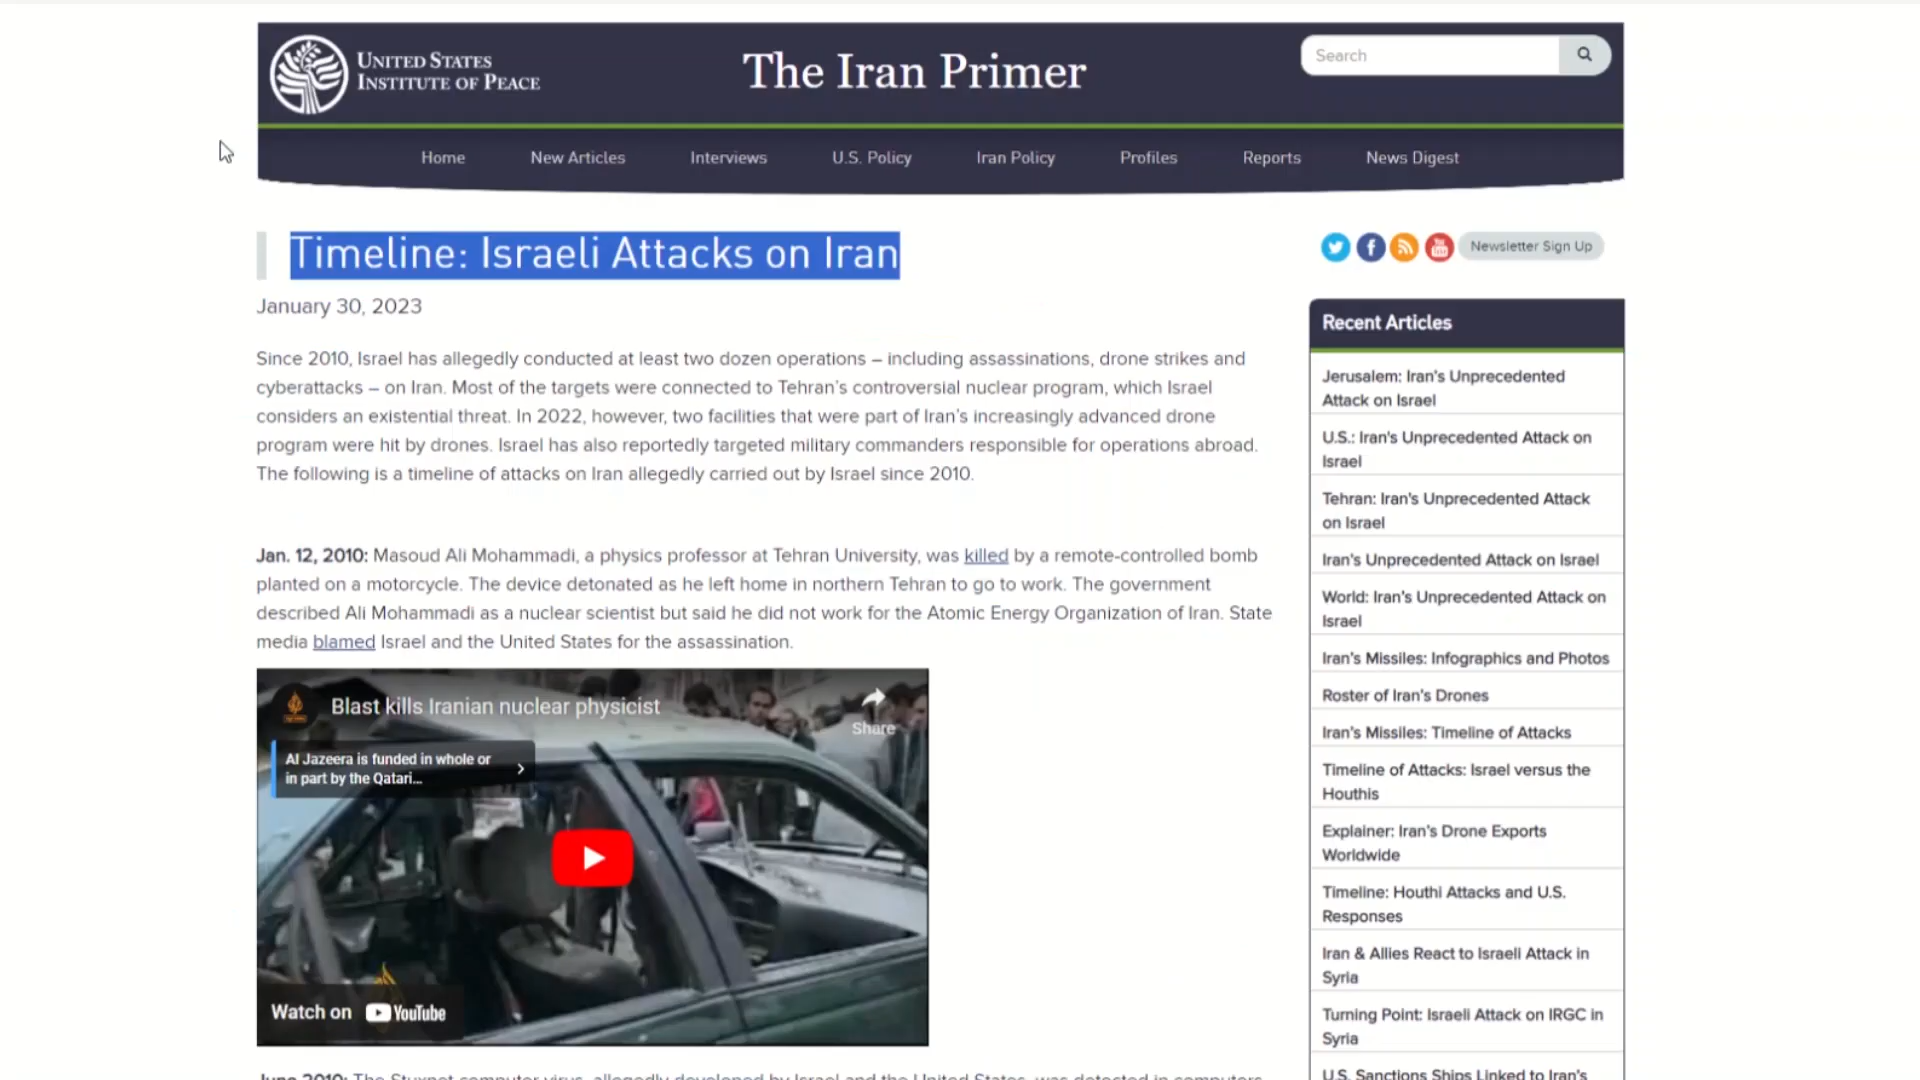 UNITED STATES
INSTITUTE OF PEACE
The Iran Primer
Search
Home
New Articles
Interviews
U.S. Policy
Iran Policy
Profiles
Reports
News Digest
Timeline: Israeli Attacks on Iran
Newsletter Sign Up
January 30, 2023
Since 2010, Israel has allegedly conducted at least two dozen operations – including assassinations, drone strikes and
cyberattacks – on Iran. Most of the targets were connected to Tehran's controversial nuclear program, which Israel
considers an existential threat. In 2022, however, two facilities that were part of Iran's increasingly advanced drone
program were hit by drones. Israel has also reportedly targeted military commanders responsible for operations abroad.
The following is a timeline of attacks on Iran allegedly carried out by Israel since 2010.
Jan. 12, 2010: Masoud Ali Mohammadi, a physics professor at Tehran University, was killed by a remote-controlled bomb
planted on a motorcycle. The device detonated as he left home in northern Tehran to go to work. The government
described Ali Mohammadi as a nuclear scientist but said he did not work for the Atomic Energy Organization of Iran. State
media blamed Israel and the United States for the assassination.
Blast kills Iranian nuclear physicist
Share
Al Jazeera is funded in whole or
in part by the Qatari...
Watch on YouTube
June 2010: The Stuxnet computer virus, allegedly developed by Israel and the United States, was detected in computers
Recent Articles
Jerusalem: Iran's Unprecedented
Attack on Israel
U.S.: Iran's Unprecedented Attack on
Israel
Tehran: Iran's Unprecedented Attack
on Israel
Iran's Unprecedented Attack on Israel
World: Iran's Unprecedented Attack on
Israel
Iran's Missiles: Infographics and Photos
Roster of Iran's Drones
Iran's Missiles: Timeline of Attacks
Timeline of Attacks: Israel versus the
Houthis
Explainer: Iran's Drone Exports
Worldwide
Timeline: Houthi Attacks and U.S.
Responses
Iran & Allies React to Israeli Attack in
Syria
Turning Point: Israeli Attack on IRGC in
Syria
U.S. Sanctions Ships Linked to Iran's